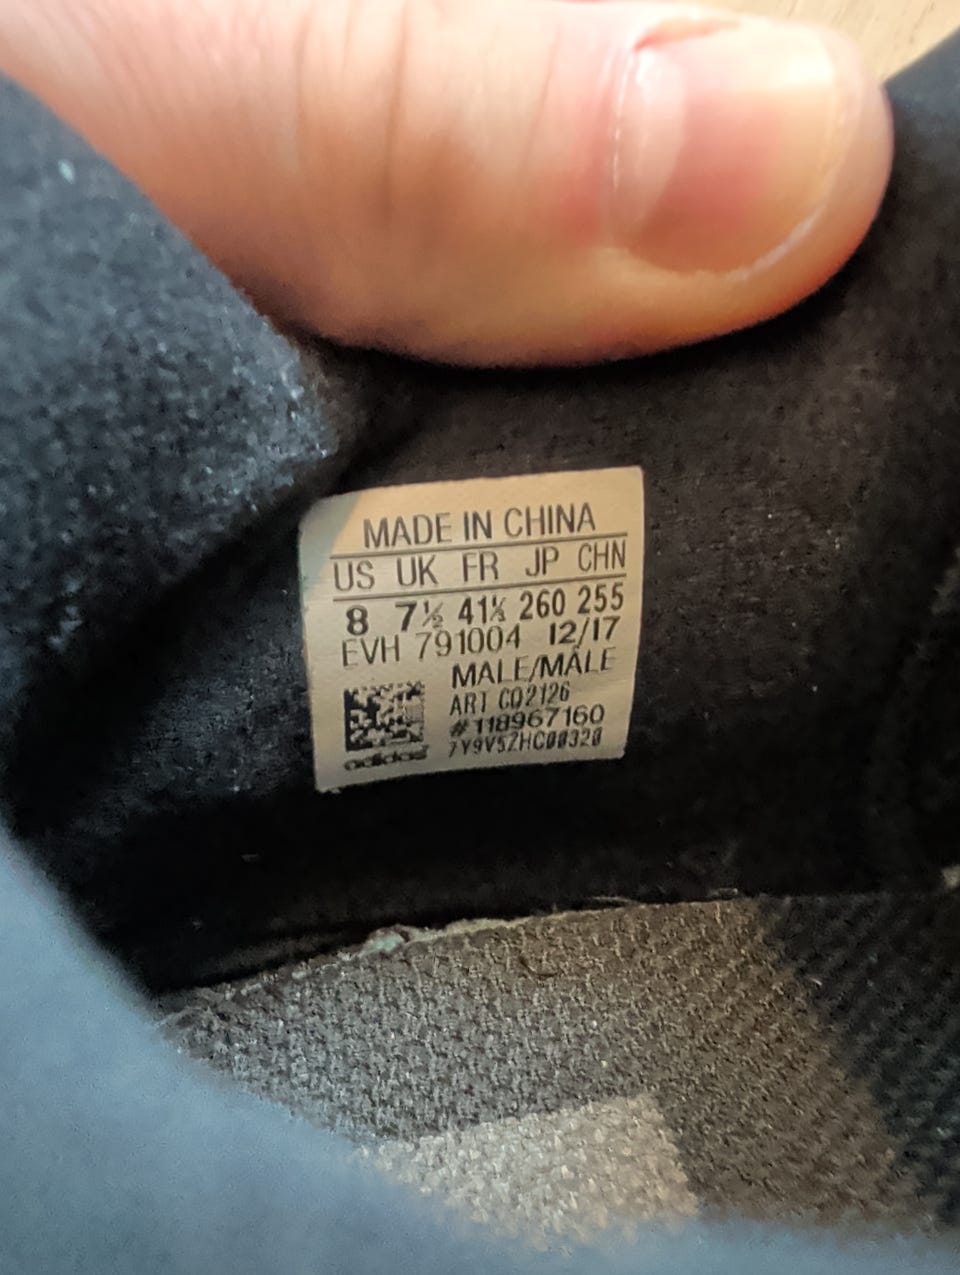 MADE IN CHINA
US UK FR JP CHN
8 7½ 41⅓ 260 255
EVH 791004 12/17
MALE/MÂLE
ART CQ2126
#118967160
7Y9V5ZHC00320
adidas